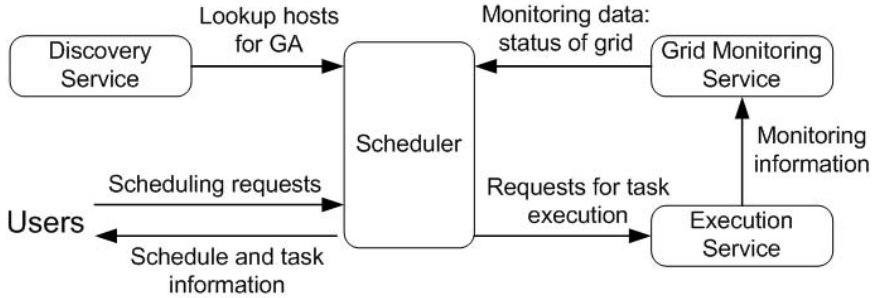 Lookup hosts
for GA
Monitoring data:
status of grid
Discovery
Service
Grid Monitoring
Service
Scheduler
Monitoring
information
Scheduling requests
Requests for task
execution
Users
Execution
Service
Schedule and task
information